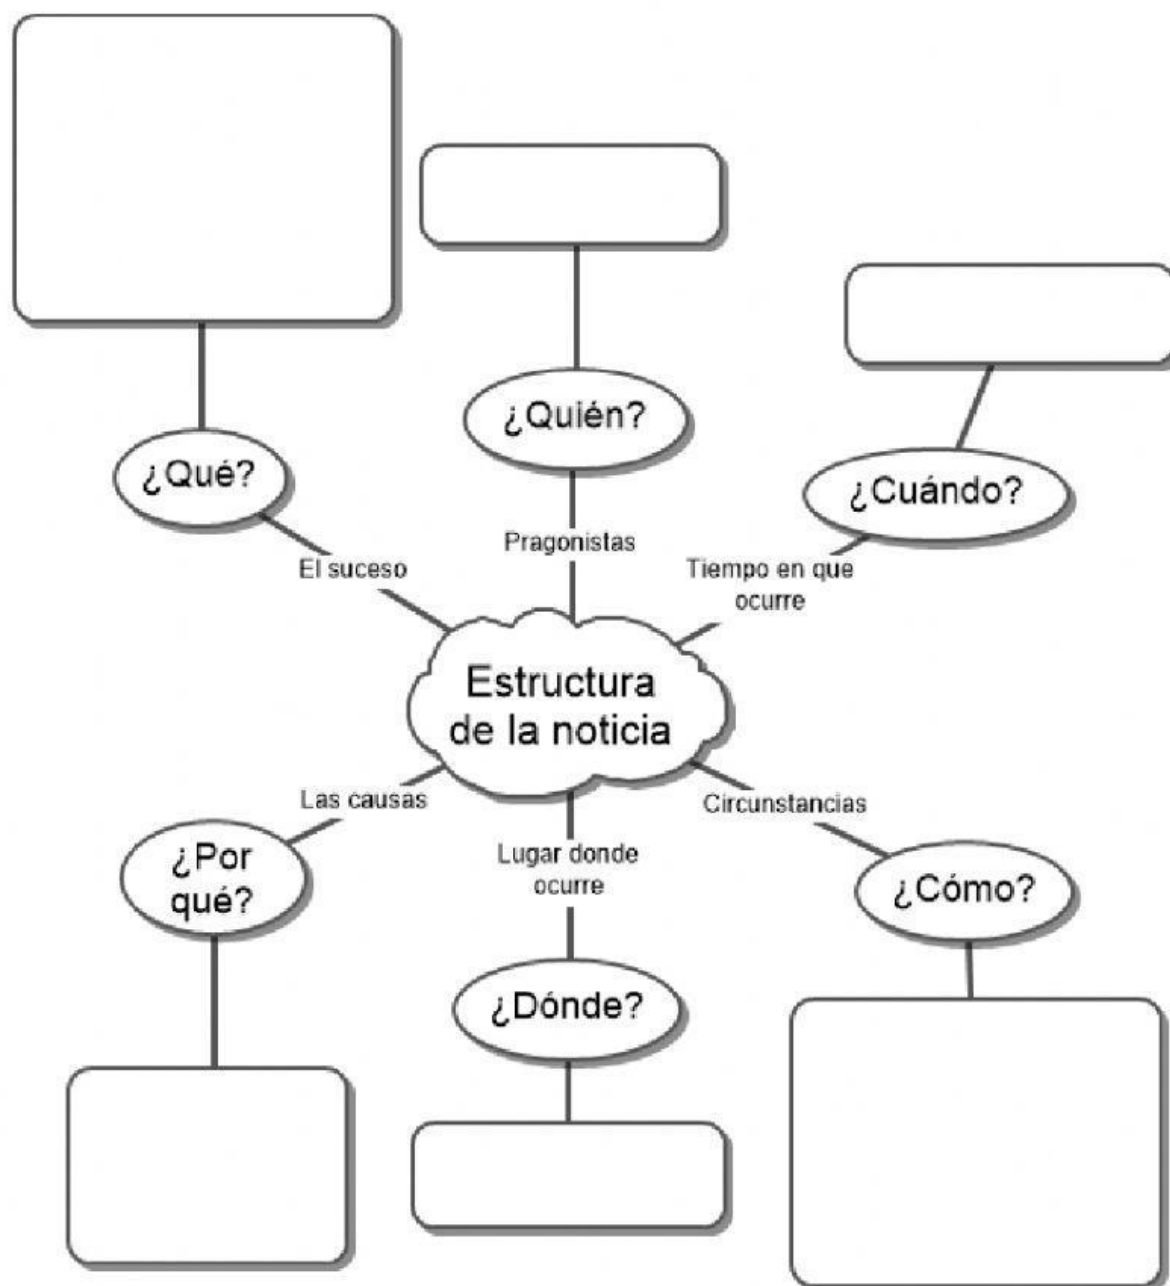 ¿Quién?
¿Qué?
¿Cuándo?
Pragonistas
El suceso
Tiempo en que
ocurre
Estructura
de la noticia
Las causas
Circunstancias
¿Por
qué?
Lugar donde
ocurre
¿Cómo?
¿Dónde?